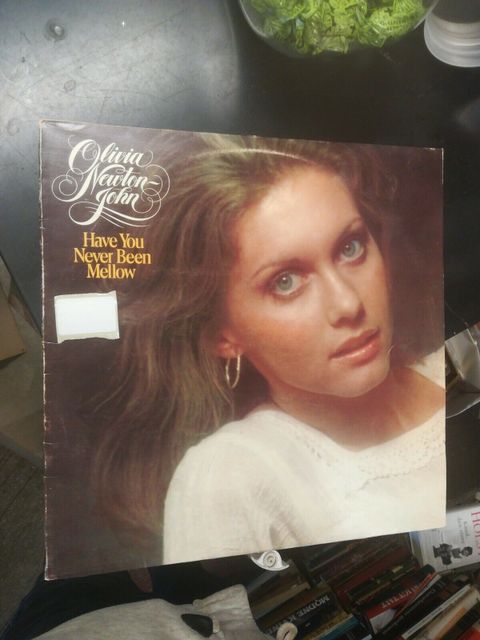 Olivia
Newton-
John
Have You
Never Been
Mellow